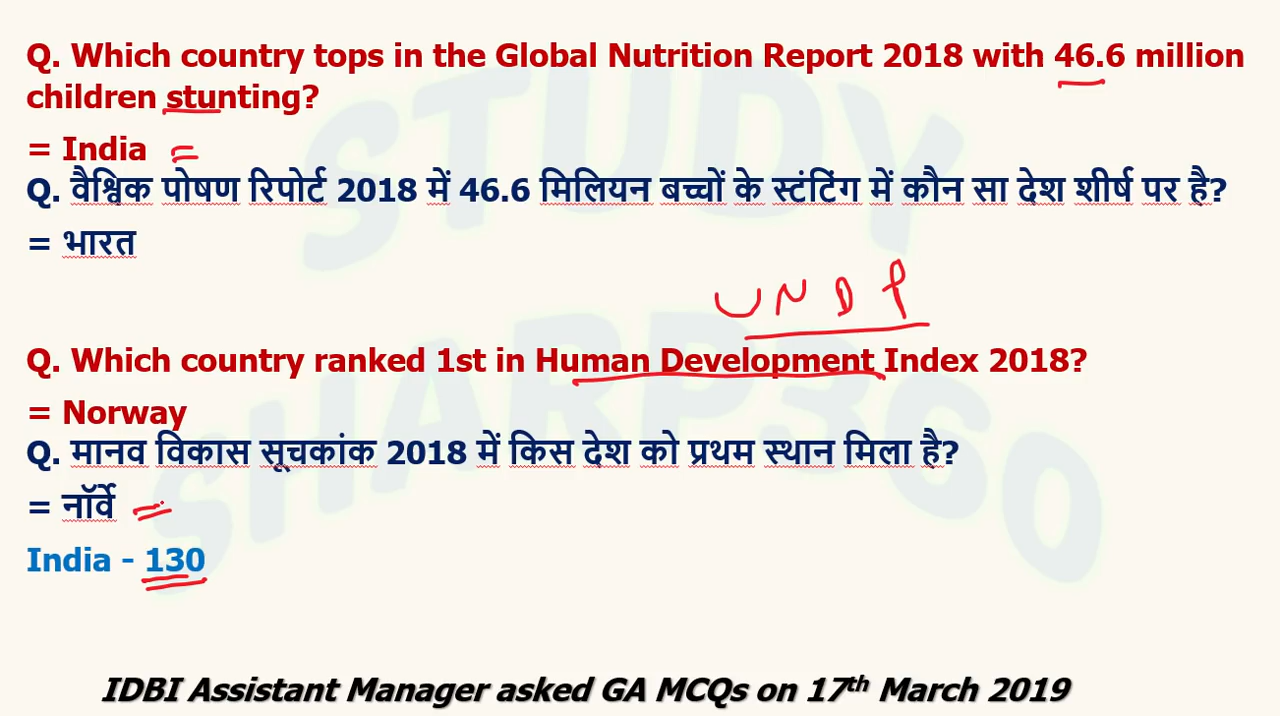 Q. Which country tops in the Global Nutrition Report 2018 with 46.6 million
children stunting?
= India
Q. वैश्विक पोषण रिपोर्ट 2018 में 46.6 मिलियन बच्चों के स्टंटिंग में कौन सा देश शीर्ष पर है?
= भारत
UNDP
Q. Which country ranked 1st in Human Development Index 2018?
= Norway
Q. मानव विकास सूचकांक 2018 में किस देश को प्रथम स्थान मिला है?
= नॉर्वे
India - 130
STUDY
SHARP360
IDBI Assistant Manager asked GA MCQs on 17th March 2019